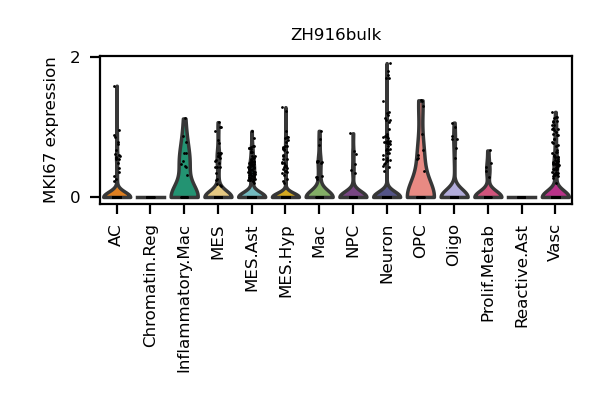 ZH916bulk
MKI67 expression
2
0
AC
Chromatin.Reg
Inflammatory.Mac
MES
MES.Ast
MES.Hyp
Mac
NPC
Neuron
OPC
Oligo
Prolif.Metab
Reactive.Ast
Vasc